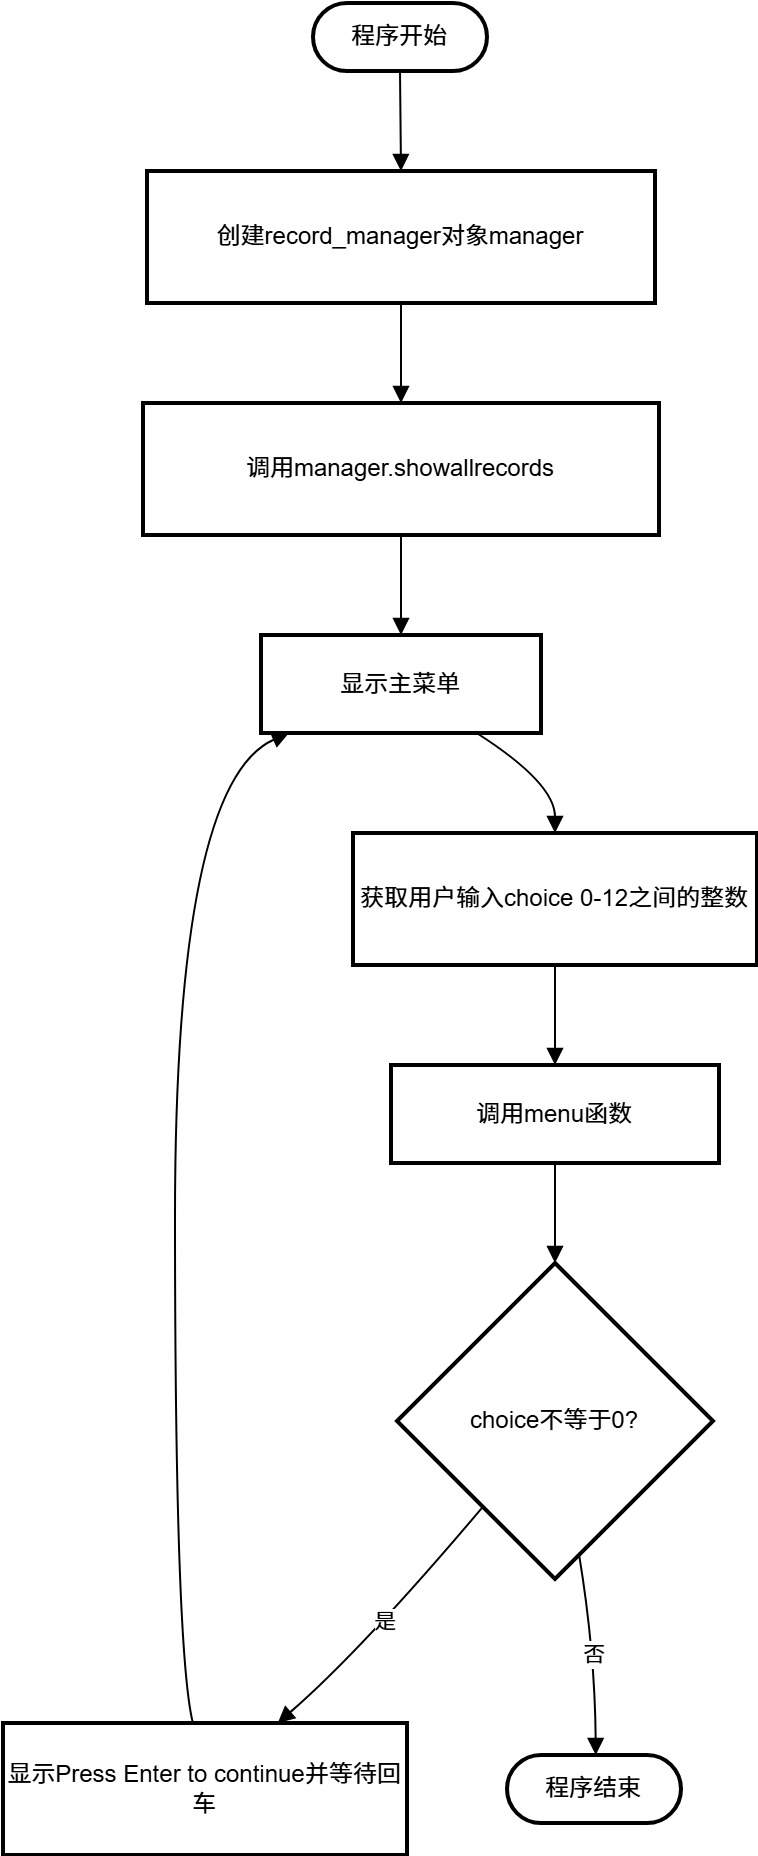 程序开始
创建record_manager对象manager
调用manager.showallrecords
显示主菜单
获取用户输入choice 0-12之间的整数
调用menu函数
choice不等于0?
是
否
显示Press Enter to continue并等待回
车
程序结束